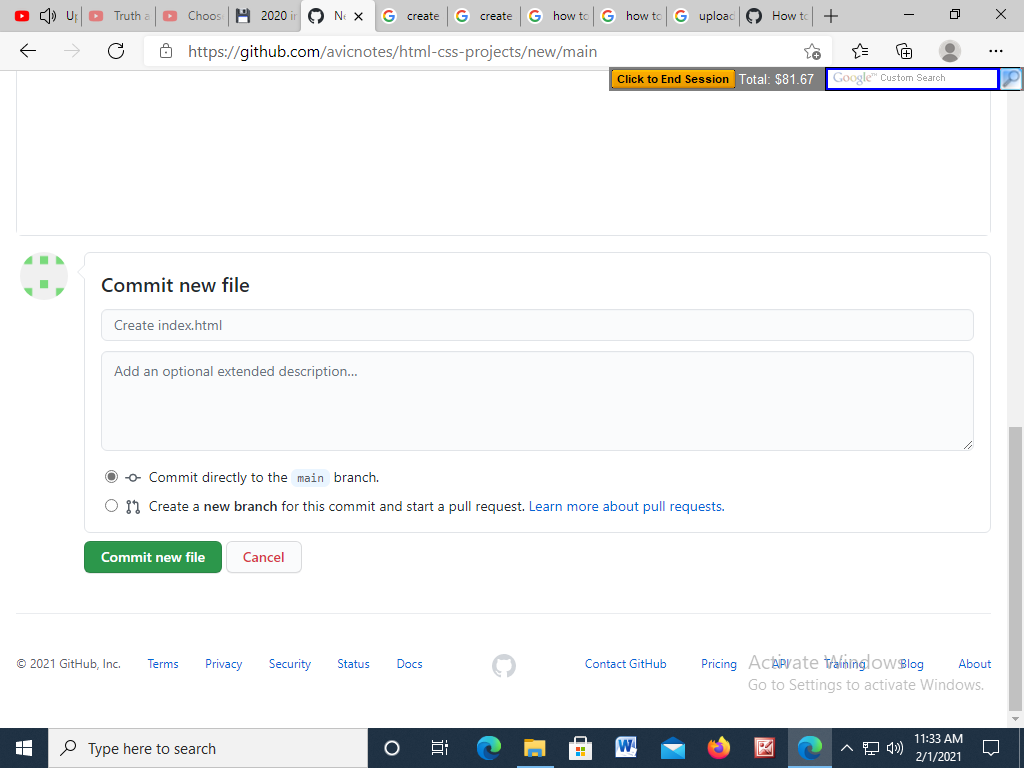 Up
Truth a
Choos
2020 in
Ne
create
create
how to
how to
upload
How to
https://github.com/avicnotes/html-css-projects/new/main
Click to End Session Total: $81.67 Google™ Custom Search
Commit new file
Create index.html
Add an optional extended description...
Commit directly to the main branch.
Create a new branch for this commit and start a pull request. Learn more about pull requests.
Commit new file Cancel
© 2021 GitHub, Inc. Terms Privacy Security Status Docs Contact GitHub Pricing API Training Blog About
Activate Windows
Go to Settings to activate Windows.
Type here to search
11:33 AM
2/1/2021